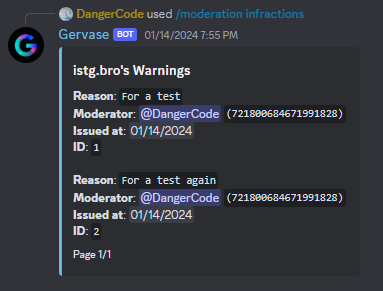 DangerCode used /moderation infractions
Gervase BOT 01/14/2024 7:55 PM
istg.bro's Warnings
Reason: For a test
Moderator: @DangerCode (721800684671991828)
Issued at: 01/14/2024
ID: 1
Reason: For a test again
Moderator: @DangerCode (721800684671991828)
Issued at: 01/14/2024
ID: 2
Page 1/1